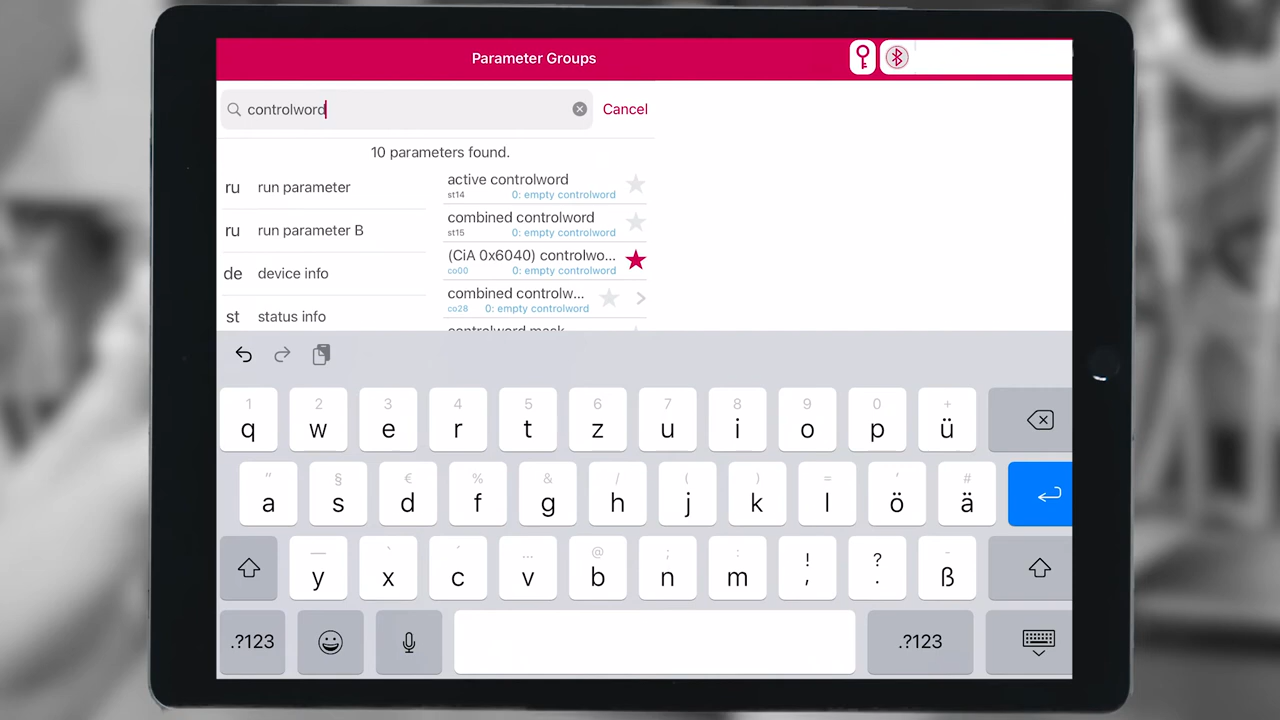 Parameter Groups
controlword
Cancel
10 parameters found.
ru run parameter
ru run parameter B
de device info
st status info
active controlword
st14 0: empty controlword
combined controlword
st15 0: empty controlword
(CiA 0x6040) controlwo...
co00 0: empty controlword
combined controlw...
co28 0: empty controlword
controlword mask
1 2 3 4 5 6 7 8 9 0 +
q w e r t z u i o p ü
" § € % & / ( ) = ' #
a s d f g h j k l ö ä
— ` ´ ... @ ; : ! ? -
y x c v b n m , . ß
.?123 .?123